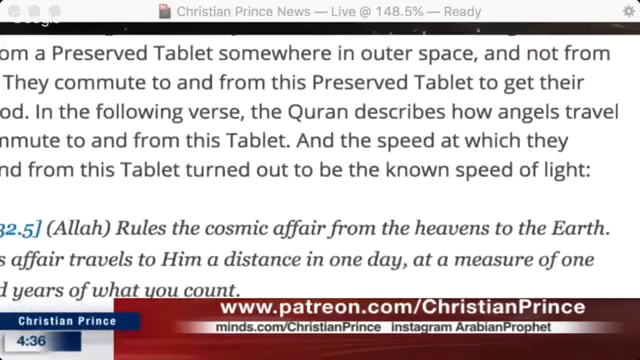 Christian Prince News — Live @ 148.5% — Ready
om a Preserved Tablet somewhere in outer space, and not from
They commute to and from this Preserved Tablet to get their
od. In the following verse, the Quran describes how angels travel
mmute to and from this Tablet. And the speed at which they
nd from this Tablet turned out to be the known speed of light:
32.5] (Allah) Rules the cosmic affair from the heavens to the Earth.
s affair travels to Him a distance in one day, at a measure of one
d years of what you count.
www.patreon.com/ChristianPrince
Christian Prince
minds.com/ChristianPrince instagram ArabianProphet
4:36